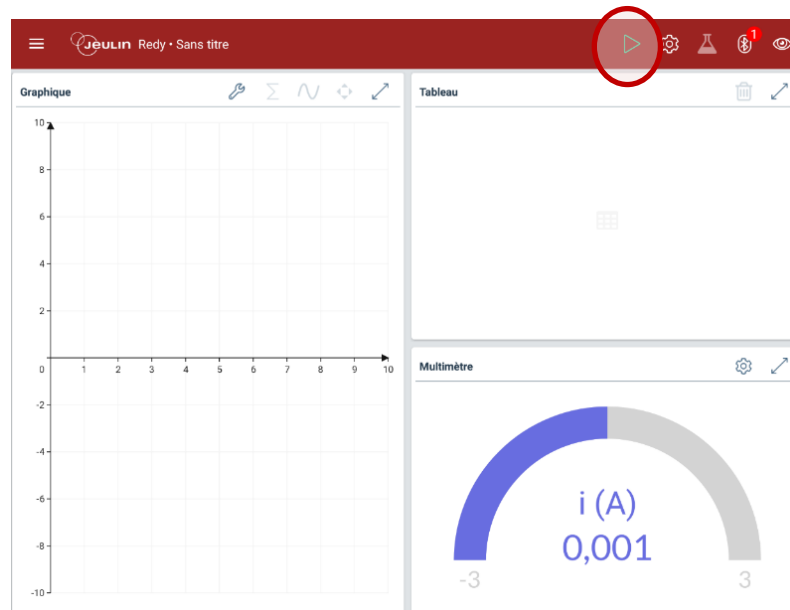 Jeulin Redy • Sans titre
1
Graphique
Tableau
10
8
6
4
2
0 1 2 3 4 5 6 7 8 9 10
-2
-4
-6
-8
-10
Multimètre
i (A)
0,001
-3 3